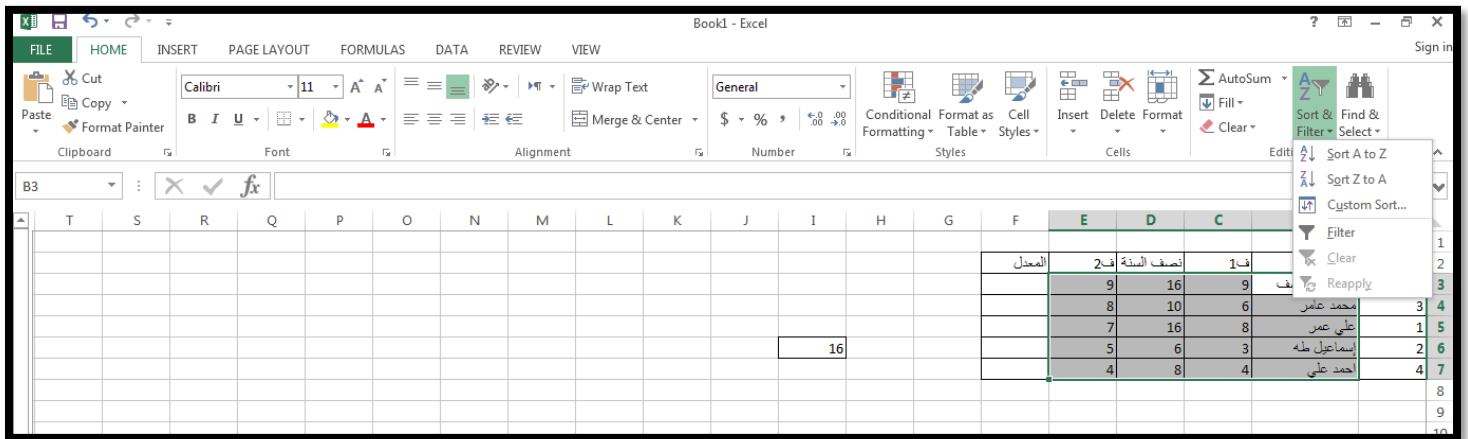 Book1 - Excel
FILE HOME INSERT PAGE LAYOUT FORMULAS DATA REVIEW VIEW Sign in
Paste Cut Copy Format Painter
Calibri 11
B I U
Wrap Text
Merge & Center
General
$ % ,
Conditional Formatting Format as Table Cell Styles
Insert Delete Format
AutoSum Fill Clear
Sort & Filter Find & Select
Clipboard Font Alignment Number Styles Cells Editi
Sort A to Z
Sort Z to A
Custom Sort...
Filter
Clear
Reapply
B3 fx
T S R Q P O N M L K J I H G F E D C
1
المعدل ف2 نصف السنة ف1 2
9 16 9 3
8 10 6 محمد عامر 3 4
7 16 8 علي عمر 1 5
16 5 6 3 إسماعيل طه 2 6
4 8 4 احمد علي 4 7
8
9
10